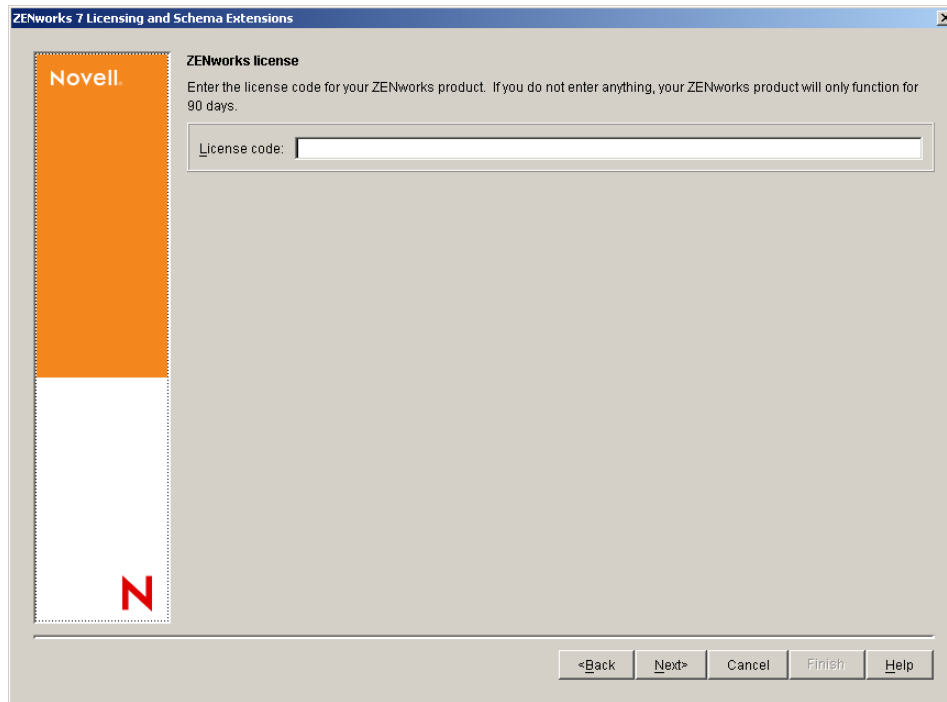 ZENworks 7 Licensing and Schema Extensions
Novell.
ZENworks license
Enter the license code for your ZENworks product. If you do not enter anything, your ZENworks product will only function for
90 days.
License code:
N
<Back Next> Cancel Finish Help